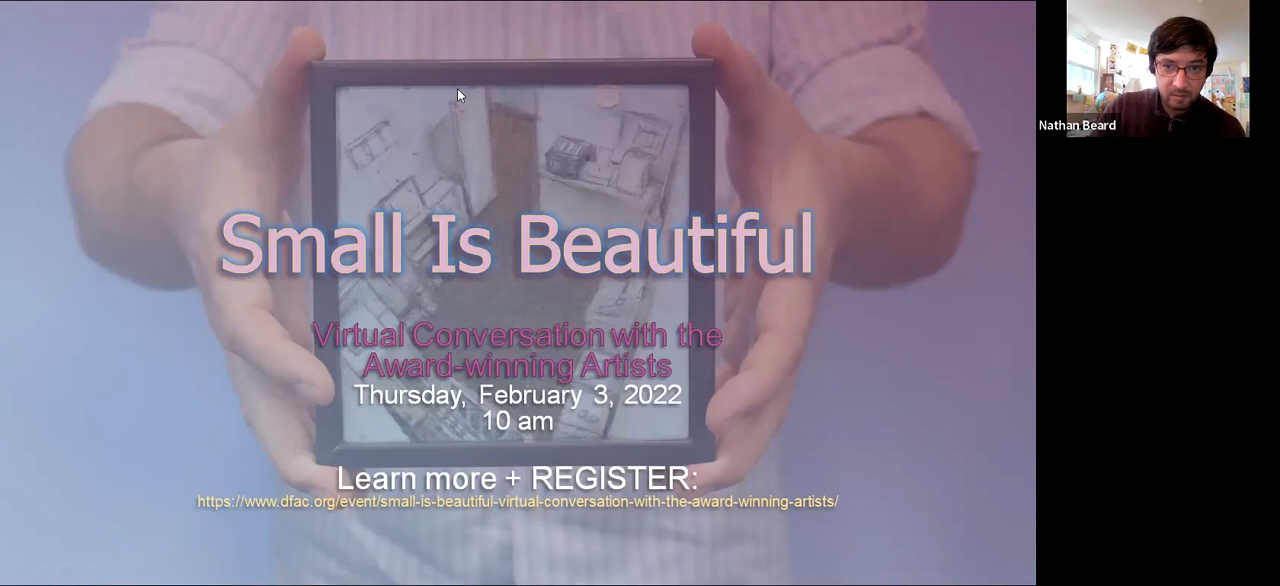 Small Is Beautiful
Virtual Conversation with the
Award-winning Artists
Thursday, February 3, 2022
10 am
Learn more + REGISTER:
https://www.dfac.org/event/small-is-beautiful-virtual-conversation-with-the-award-winning-artists/
Nathan Beard